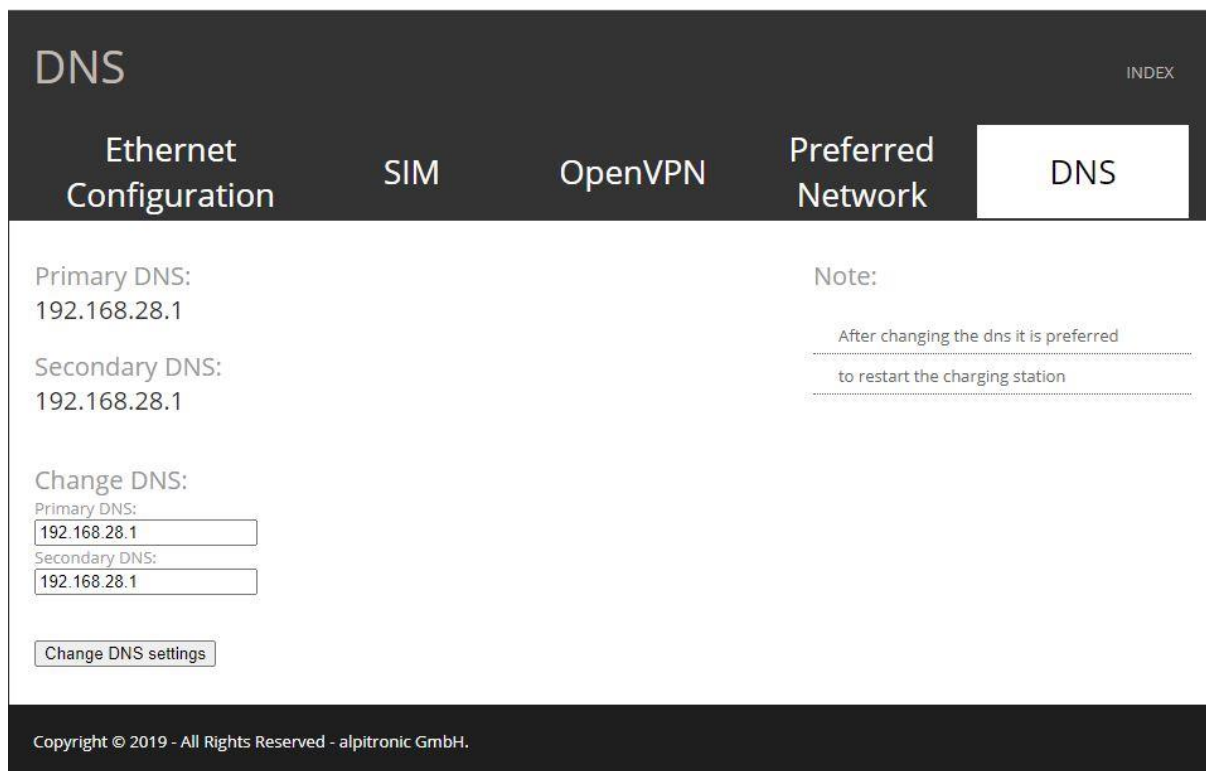 DNS
INDEX
Ethernet
Configuration
SIM
OpenVPN
Preferred
Network
DNS
Primary DNS:
192.168.28.1
Secondary DNS:
192.168.28.1
Change DNS:
Primary DNS:
192.168.28.1
Secondary DNS:
192.168.28.1
Change DNS settings
Note:
After changing the dns it is preferred
to restart the charging station
Copyright © 2019 - All Rights Reserved - alpitronic GmbH.